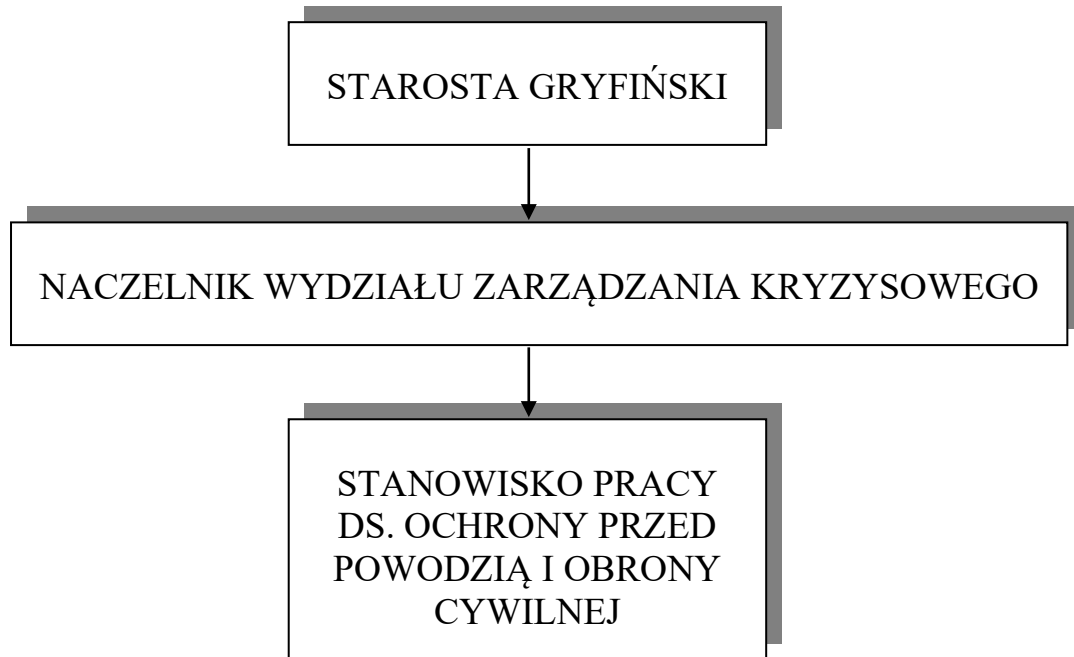 STAROSTA GRYFIŃSKI
NACZELNIK WYDZIAŁU ZARZĄDZANIA KRYZYSOWEGO
STANOWISKO PRACY
DS. OCHRONY PRZED
POWODZIĄ I OBRONY
CYWILNEJ